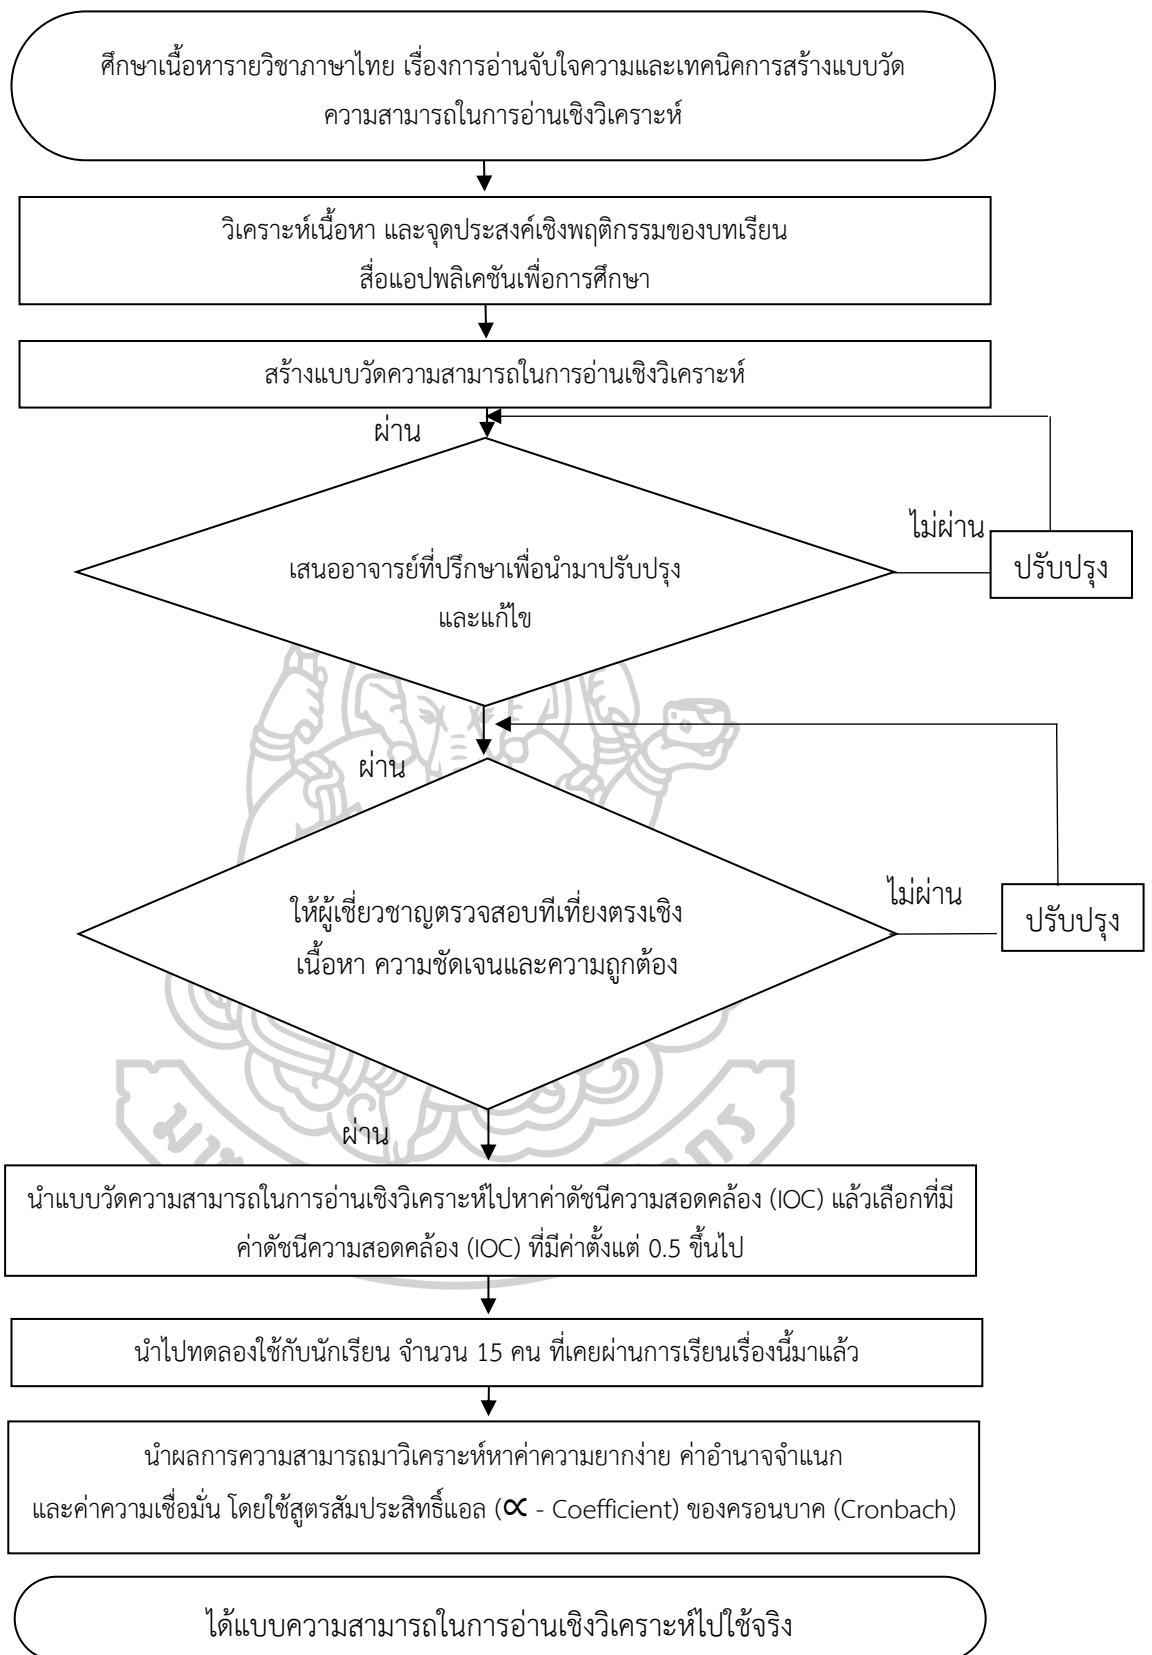 ศึกษาเนื้อหารายวิชาภาษาไทย เรื่องการอ่านจับใจความและเทคนิคการสร้างแบบวัด
ความสามารถในการอ่านเชิงวิเคราะห์
วิเคราะห์เนื้อหา และจุดประสงค์เชิงพฤติกรรมของบทเรียน
สื่อแอปพลิเคชันเพื่อการศึกษา
สร้างแบบวัดความสามารถในการอ่านเชิงวิเคราะห์
ผ่าน
ไม่ผ่าน
ปรับปรุง
เสนออาจารย์ที่ปรึกษาเพื่อนำมาปรับปรุง
และแก้ไข
ผ่าน
ไม่ผ่าน
ปรับปรุง
ให้ผู้เชี่ยวชาญตรวจสอบทีเที่ยงตรงเชิง
เนื้อหา ความชัดเจนและความถูกต้อง
ผ่าน
นำแบบวัดความสามารถในการอ่านเชิงวิเคราะห์ไปหาค่าดัชนีความสอดคล้อง (IOC) แล้วเลือกที่มี
ค่าดัชนีความสอดคล้อง (IOC) ที่มีค่าตั้งแต่ 0.5 ขึ้นไป
นำไปทดลองใช้กับนักเรียน จำนวน 15 คน ที่เคยผ่านการเรียนเรื่องนี้มาแล้ว
นำผลการความสามารถมาวิเคราะห์หาค่าความยากง่าย ค่าอำนาจจำแนก
และค่าความเชื่อมั่น โดยใช้สูตรสัมประสิทธิ์แอล (∝ - Coefficient) ของครอนบาค (Cronbach)
ได้แบบความสามารถในการอ่านเชิงวิเคราะห์ไปใช้จริง